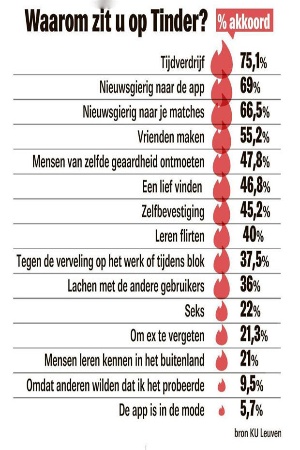 Waarom zit u op Tinder? % akkoord
Tijdverdrijf 75,1%
Nieuwsgierig naar de app 69%
Nieuwsgierig naar je matches 66,5%
Vrienden maken 55,2%
Mensen van zelfde geaardheid ontmoeten 47,8%
Een lief vinden 46,8%
Zelfbevestiging 45,2%
Leren flirten 40%
Tegen de verveling op het werk of tijdens blok 37,5%
Lachen met de andere gebruikers 36%
Seks 22%
Om ex te vergeten 21,3%
Mensen leren kennen in het buitenland 21%
Omdat anderen wilden dat ik het probeerde 9,5%
De app is in de mode 5,7%
bron KU Leuven